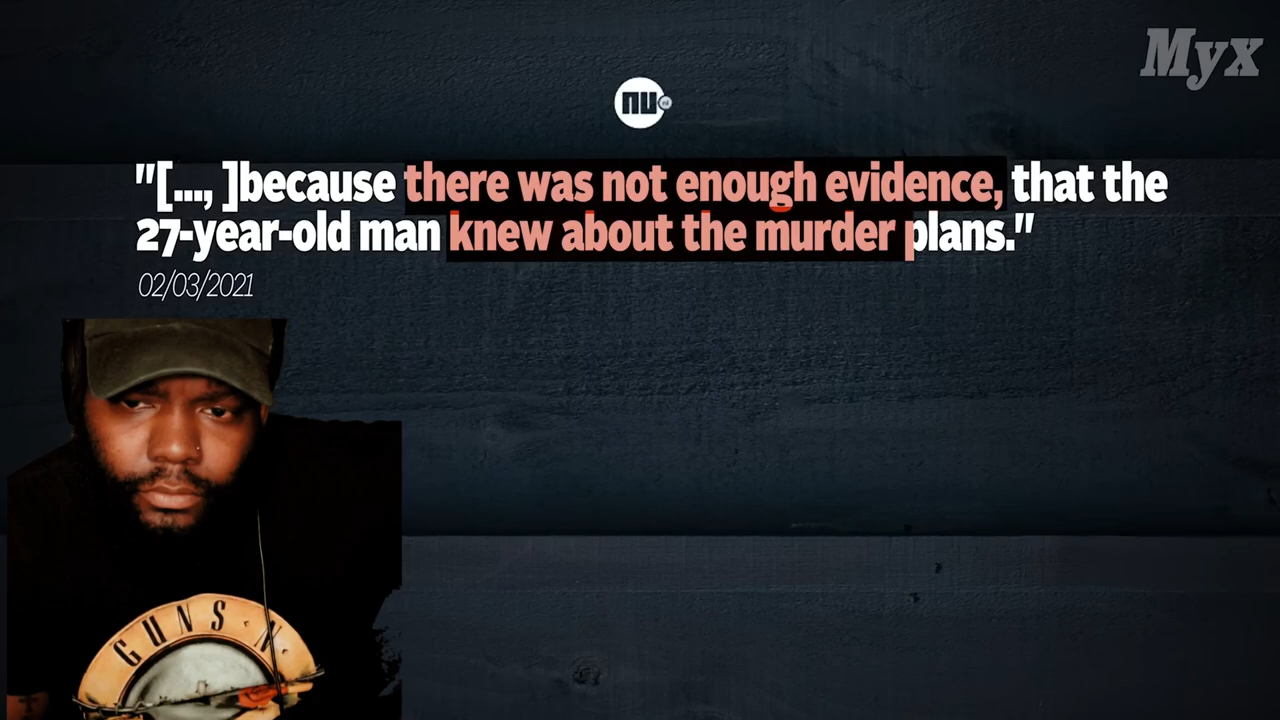 Myx
nu.nl
"[..., ]because there was not enough evidence, that the
27-year-old man knew about the murder plans."
02/03/2021
GUNS N'